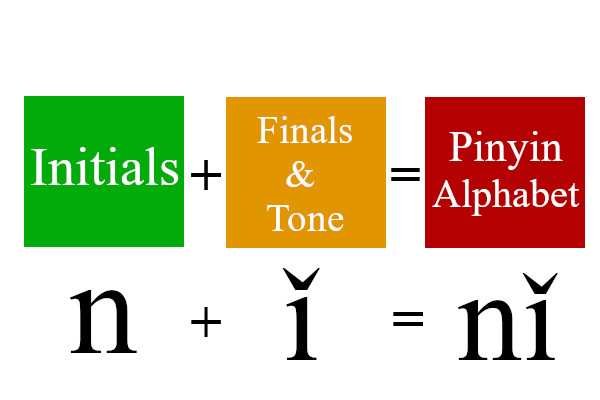 Initials + Finals & Tone = Pinyin Alphabet
n + ǐ = nǐ